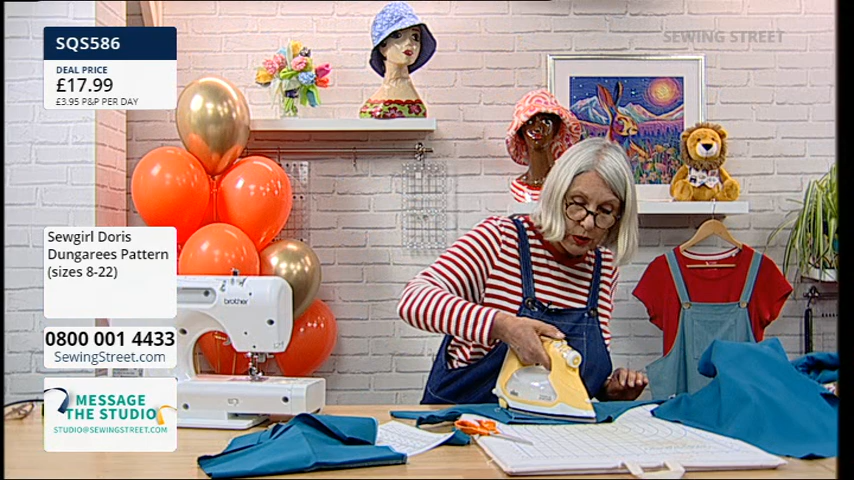 SQS586
DEAL PRICE
£17.99
£3.95 P&P PER DAY
SEWING STREET
Sewgirl Doris
Dungarees Pattern
(sizes 8-22)
brother
0800 001 4433
SewingStreet.com
MESSAGE
THE STUDIO
STUDIO@SEWINGSTREET.COM